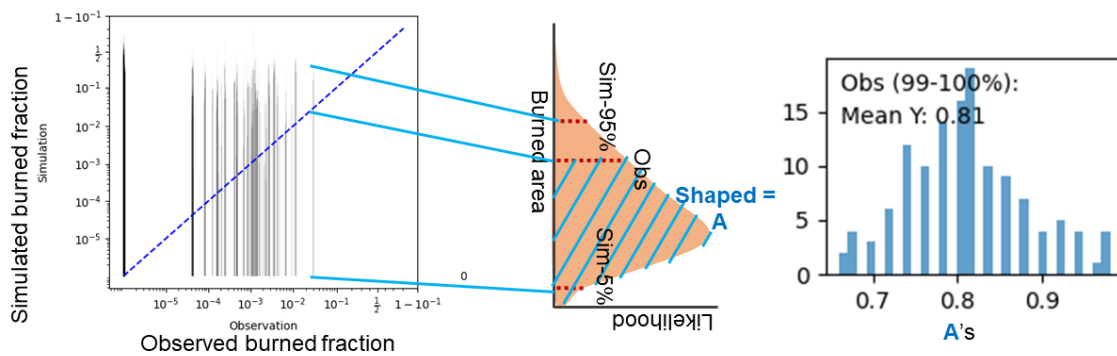 Simulated burned fraction
Simulation
1 − 10⁻¹
1/2
10⁻¹
10⁻²
10⁻³
10⁻⁴
10⁻⁵
10⁻⁵
10⁻⁴
10⁻³
10⁻²
10⁻¹
1/2
1 − 10⁻¹
Observation
Observed burned fraction
0
Burned area
Sim-95%
Obs
Sim-5%
Likelihood
Shaped =
A
Obs (99-100%):
Mean Y: 0.81
15
10
5
0
0.7
0.8
0.9
A's